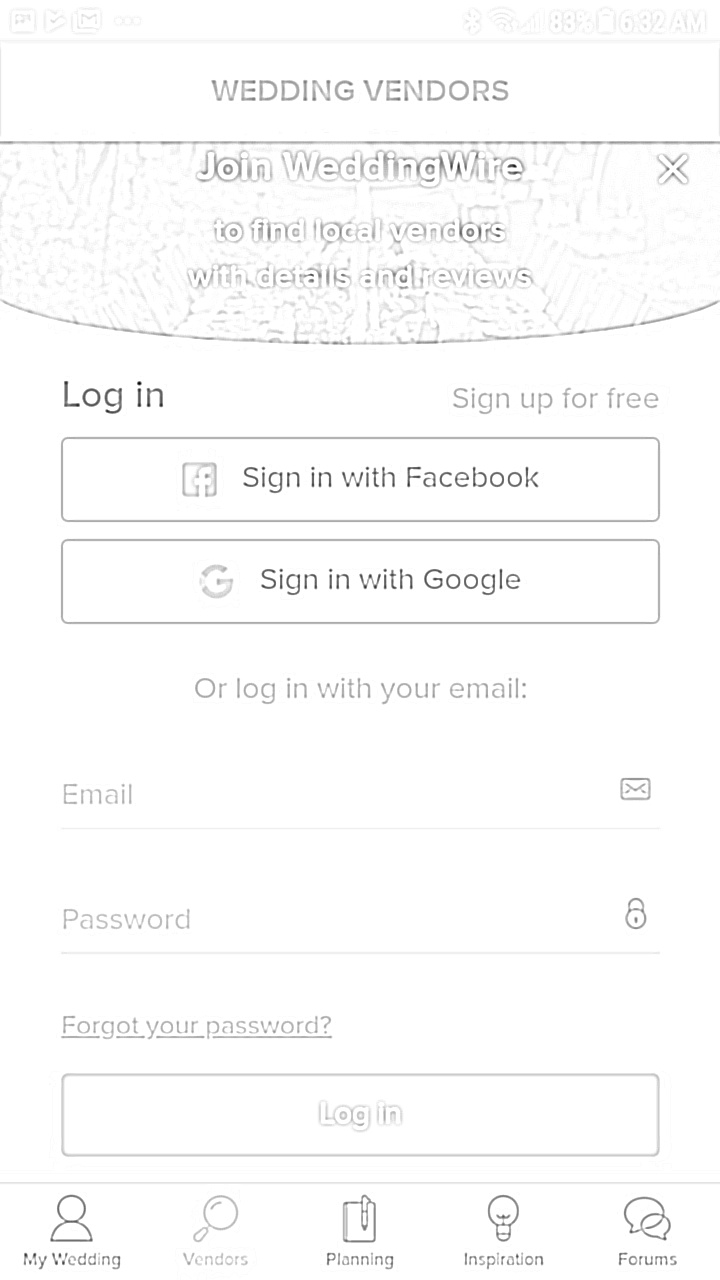 83% 6:32 AM
WEDDING VENDORS
Join WeddingWire
to find local vendors
with details and reviews
Log in
Sign up for free
Sign in with Facebook
Sign in with Google
Or log in with your email:
Email
Password
Forgot your password?
Log in
My Wedding
Vendors
Planning
Inspiration
Forums